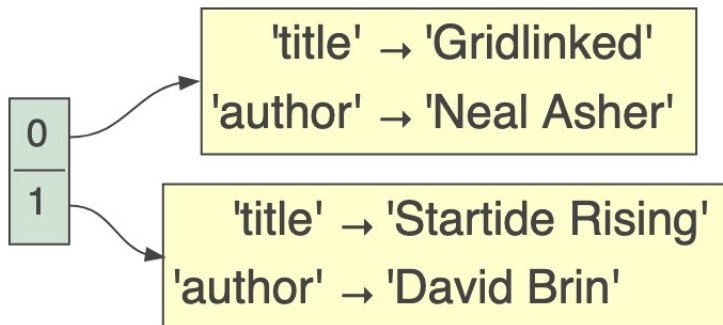 'title' → 'Gridlinked'
'author' → 'Neal Asher'
0
1
'title' → 'Startide Rising'
'author' → 'David Brin'